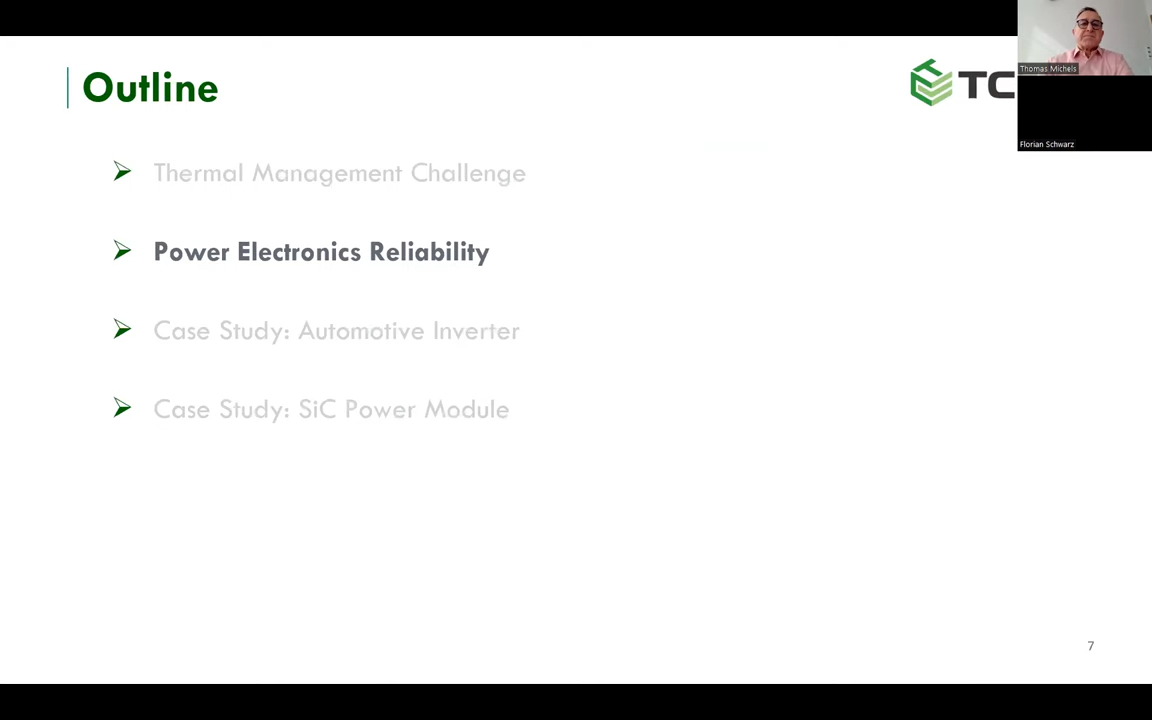 Outline
TC
Thomas Michels
Florian Schwarz
Thermal Management Challenge
Power Electronics Reliability
Case Study: Automotive Inverter
Case Study: SiC Power Module
7